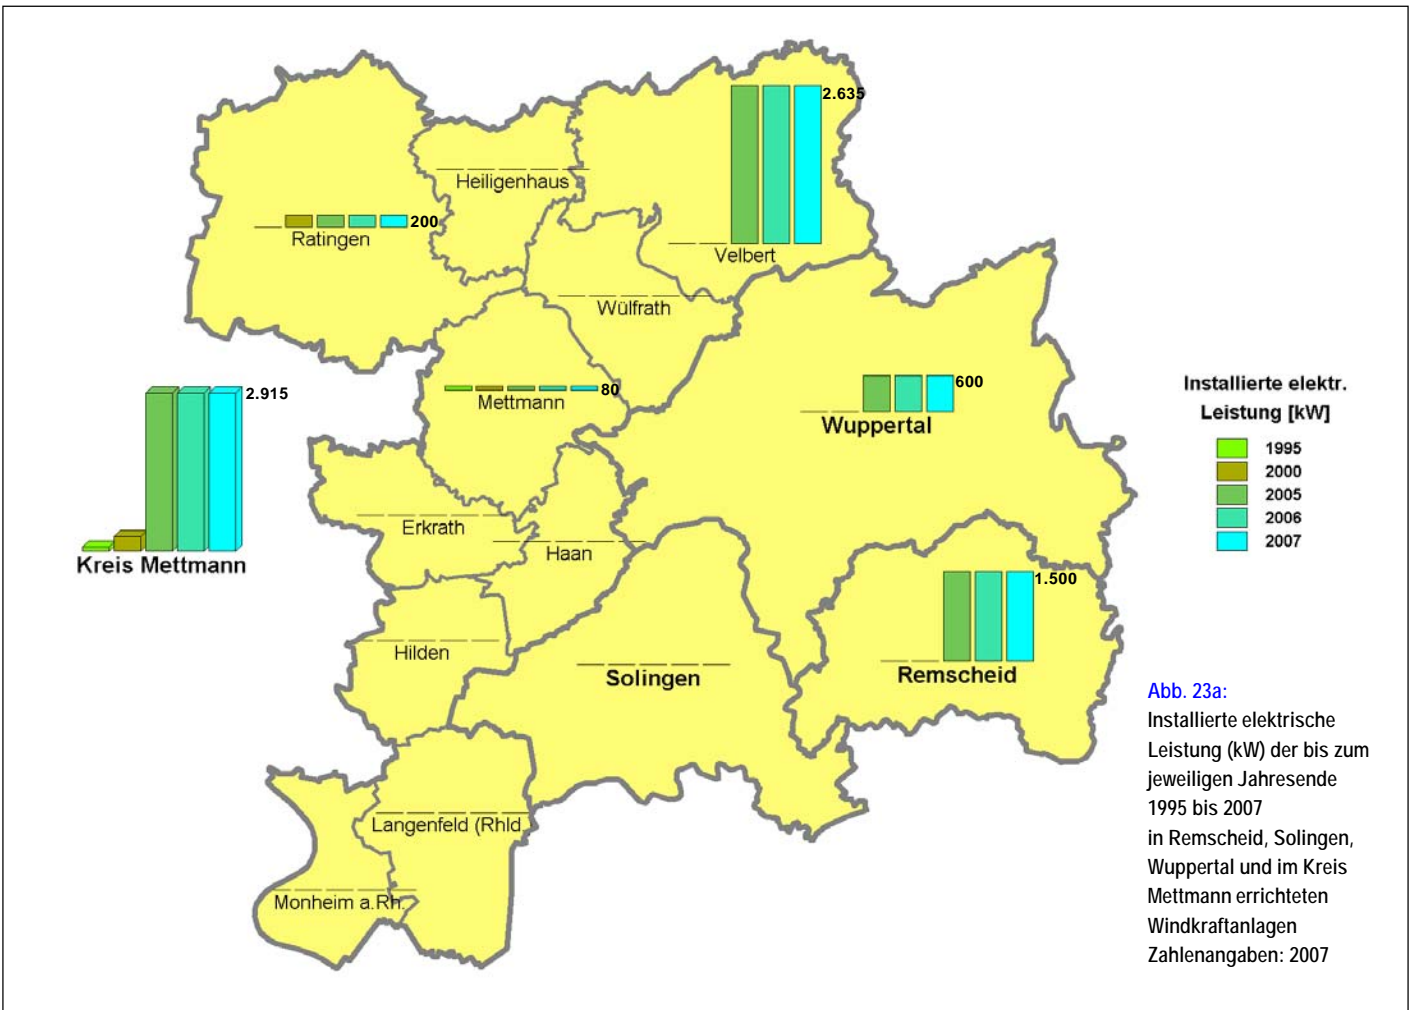 2.635
Heiligenhaus
200
Ratingen
Velbert
Wülfrath
2.915
80
Mettmann
600
Wuppertal
Installierte elektr.
Leistung [kW]
1995
2000
2005
2006
2007
Erkrath
Haan
Kreis Mettmann
1.500
Hilden
Solingen
Remscheid
Langenfeld (Rhld.
Monheim a.Rh.
Abb. 23a:
Installierte elektrische
Leistung (kW) der bis zum
jeweiligen Jahresende
1995 bis 2007
in Remscheid, Solingen,
Wuppertal und im Kreis
Mettmann errichteten
Windkraftanlagen
Zahlenangaben: 2007